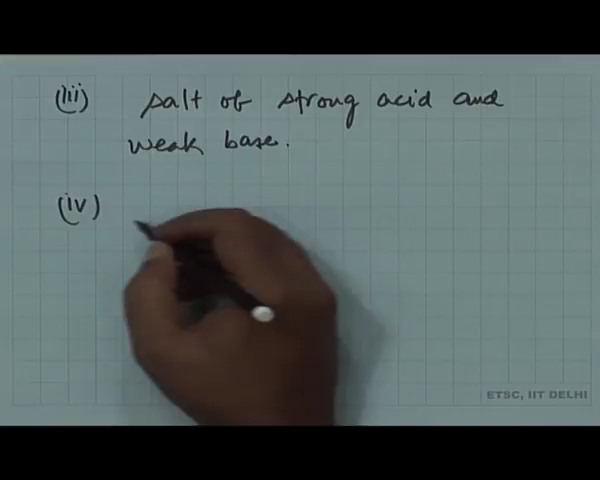 (iii) salt of strong acid and
weak base.
(iv)
ETSC, IIT DELHI